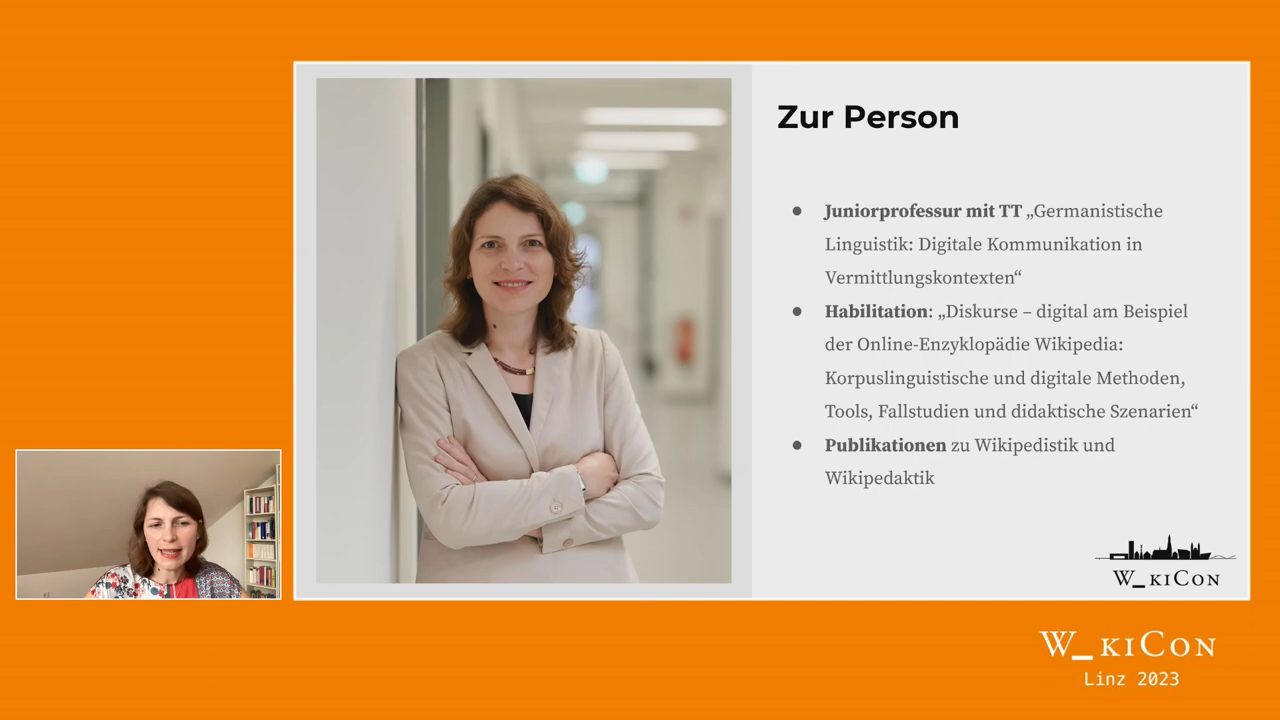 Zur Person
● Juniorprofessur mit TT „Germanistische
Linguistik: Digitale Kommunikation in
Vermittlungskontexten“
● Habilitation: „Diskurse – digital am Beispiel
der Online-Enzyklopädie Wikipedia:
Korpuslinguistische und digitale Methoden,
Tools, Fallstudien und didaktische Szenarien“
● Publikationen zu Wikipedistik und
Wikipedaktik
W_kiCon
W_kiCon
Linz 2023